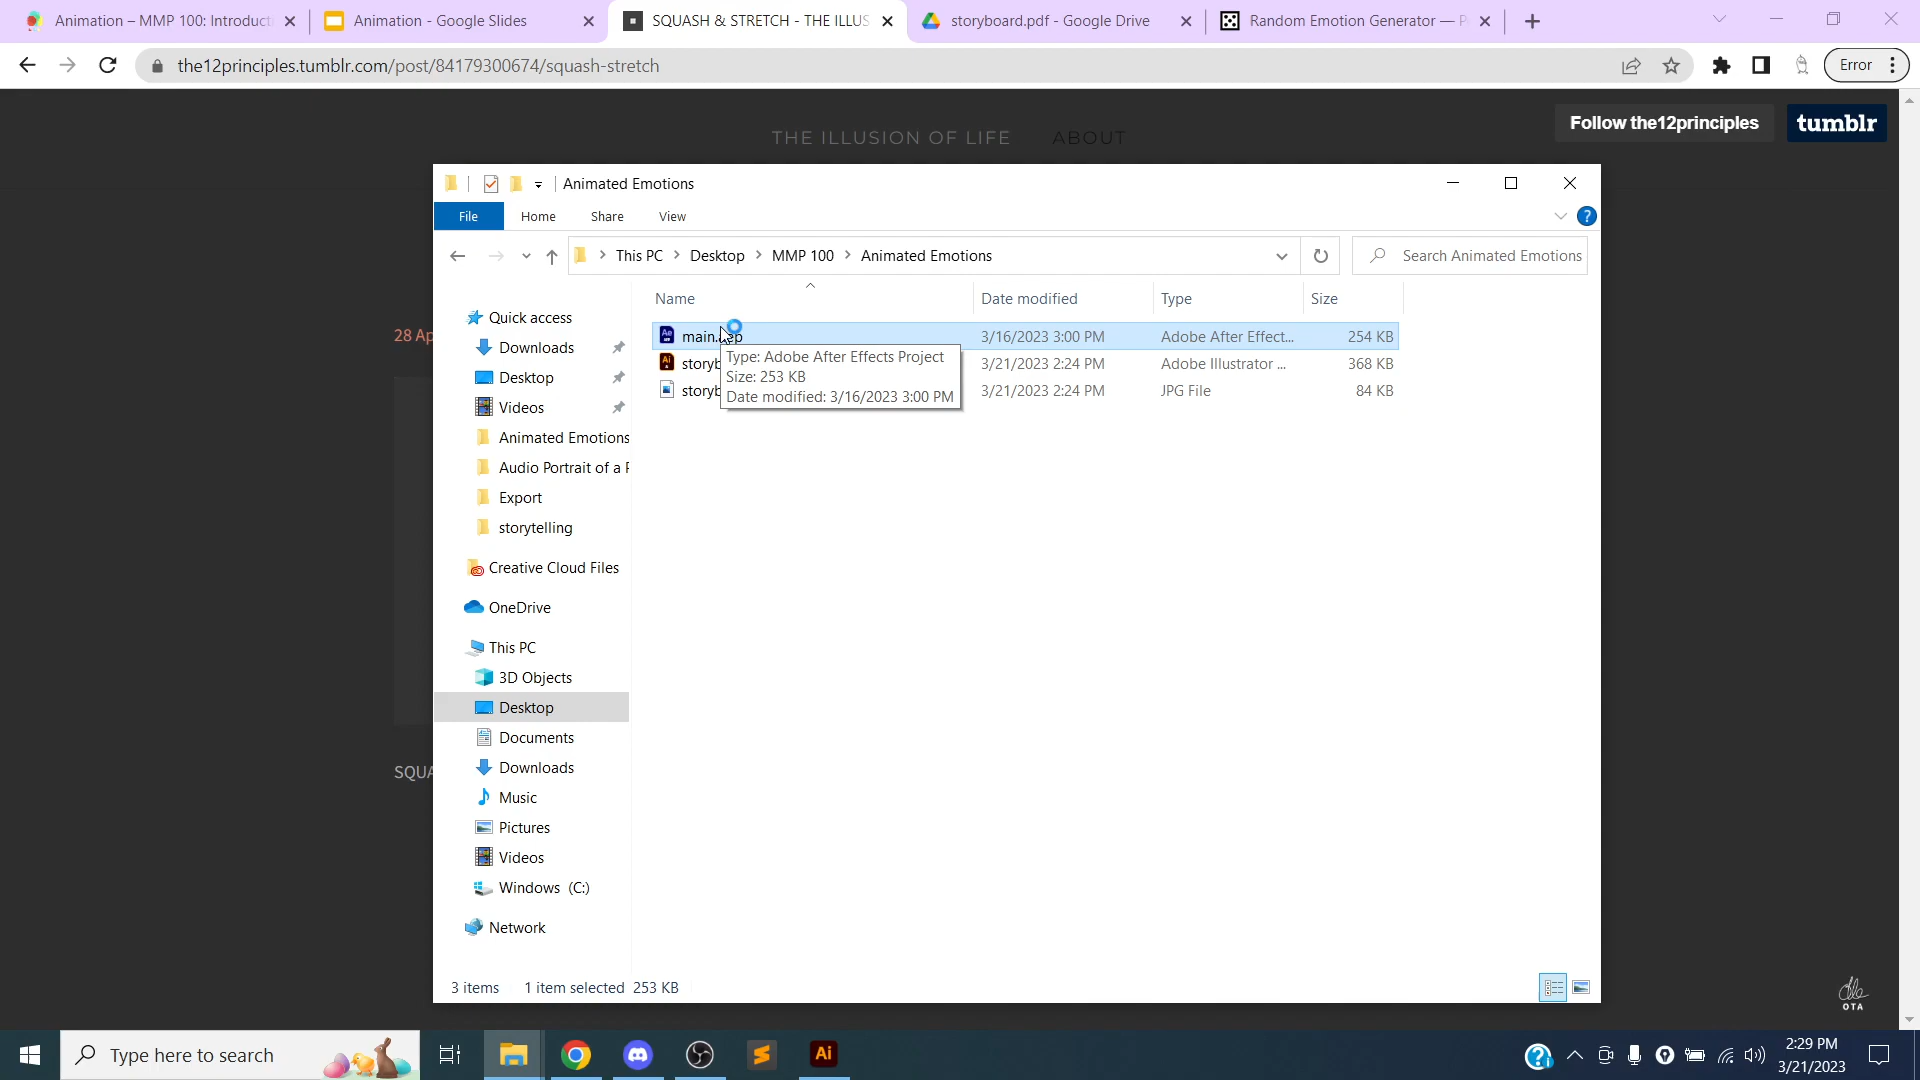 Animation – MMP 100: Introducti
Animation - Google Slides
SQUASH & STRETCH - THE ILLUS
storyboard.pdf - Google Drive
Random Emotion Generator — P
the12principles.tumblr.com/post/84179300674/squash-stretch
Error
THE ILLUSION OF LIFE
ABOUT
Follow the12principles
tumblr
Animated Emotions
File
Home
Share
View
This PC
Desktop
MMP 100
Animated Emotions
Search Animated Emotions
Name
Date modified
Type
Size
main.aep
3/16/2023 3:00 PM
Adobe After Effect...
254 KB
storyb
3/21/2023 2:24 PM
Adobe Illustrator ...
368 KB
storyb
3/21/2023 2:24 PM
JPG File
84 KB
Type: Adobe After Effects Project
Size: 253 KB
Date modified: 3/16/2023 3:00 PM
28 Ap
SQUA
Quick access
Downloads
Desktop
Videos
Animated Emotions
Audio Portrait of a P
Export
storytelling
Creative Cloud Files
OneDrive
This PC
3D Objects
Desktop
Documents
Downloads
Music
Pictures
Videos
Windows (C:)
Network
3 items
1 item selected 253 KB
OTA
Type here to search
Ai
2:29 PM
3/21/2023